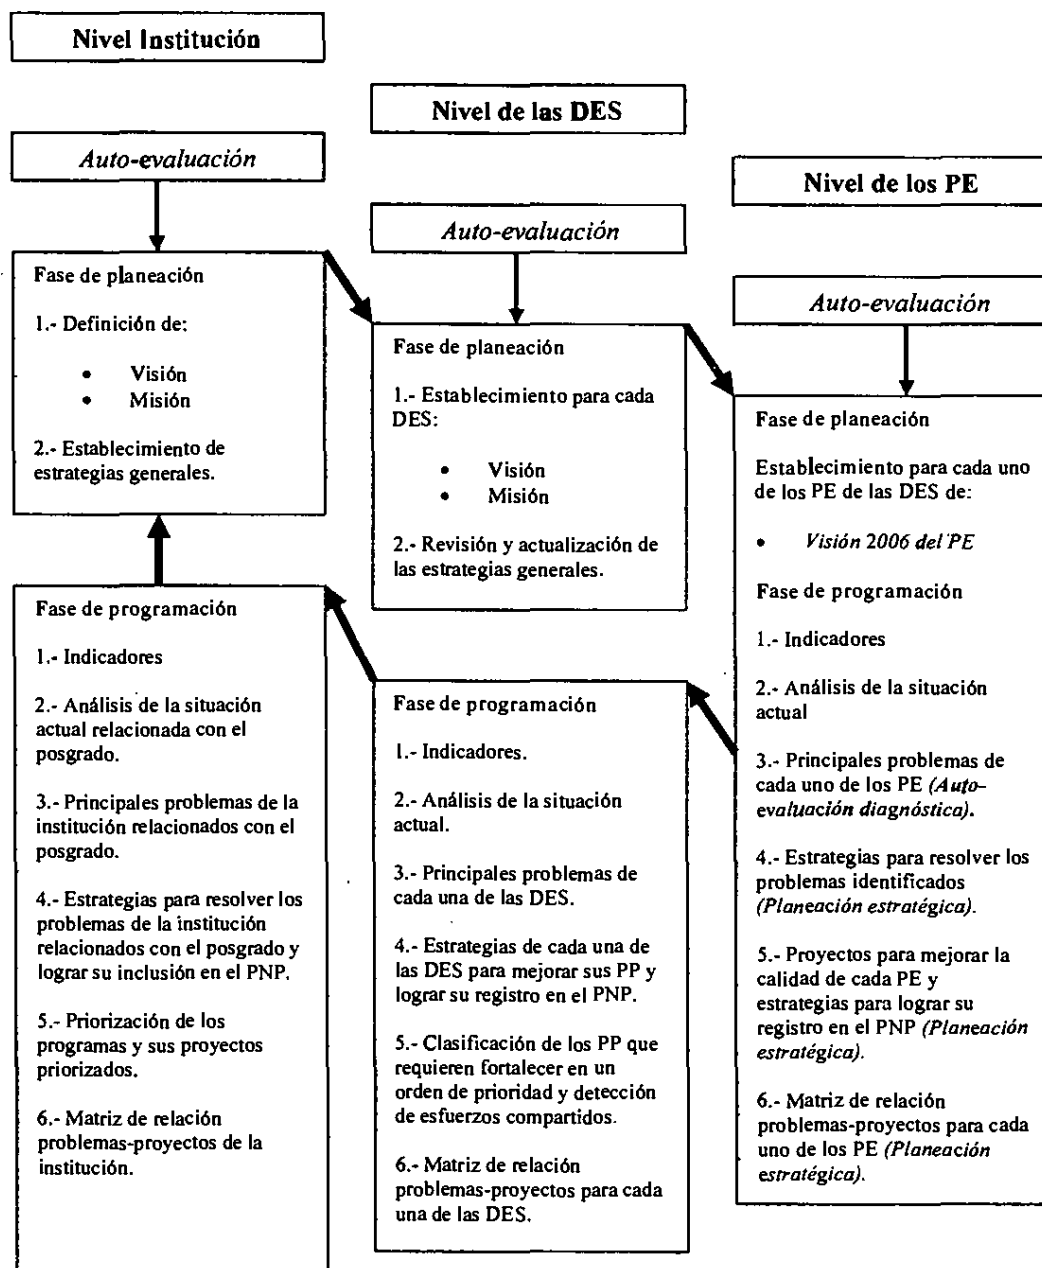 Nivel Institución
Auto-evaluación
Fase de planeación
1.- Definición de:
• Visión
• Misión
2.- Establecimiento de
estrategias generales.
Fase de programación
1.- Indicadores
2.- Análisis de la situación
actual relacionada con el
posgrado.
3.- Principales problemas de la
institución relacionados con el
posgrado.
4.- Estrategias para resolver los
problemas de la institución
relacionados con el posgrado y
lograr su inclusión en el PNP.
5.- Priorización de los
programas y sus proyectos
priorizados.
6.- Matriz de relación
problemas-proyectos de la
institución.
Nivel de las DES
Auto-evaluación
Fase de planeación
1.- Establecimiento para cada
DES:
• Visión
• Misión
2.- Revisión y actualización de
las estrategias generales.
Fase de programación
1.- Indicadores.
2.- Análisis de la situación
actual.
3.- Principales problemas de
cada una de las DES.
4.- Estrategias de cada una de
las DES para mejorar sus PP y
lograr su registro en el PNP.
5.- Clasificación de los PP que
requieren fortalecer en un
orden de prioridad y detección
de esfuerzos compartidos.
6.- Matriz de relación
problemas-proyectos para cada
una de las DES.
Nivel de los PE
Auto-evaluación
Fase de planeación
Establecimiento para cada uno
de los PE de las DES de:
• Visión 2006 del PE
Fase de programación
1.- Indicadores
2.- Análisis de la situación
actual
3.- Principales problemas de
cada uno de los PE (Auto-
evaluación diagnóstica).
4.- Estrategias para resolver los
problemas identificados
(Planeación estratégica).
5.- Proyectos para mejorar la
calidad de cada PE y
estrategias para lograr su
registro en el PNP (Planeación
estratégica).
6.- Matriz de relación
problemas-proyectos para cada
uno de los PE (Planeación
estratégica).